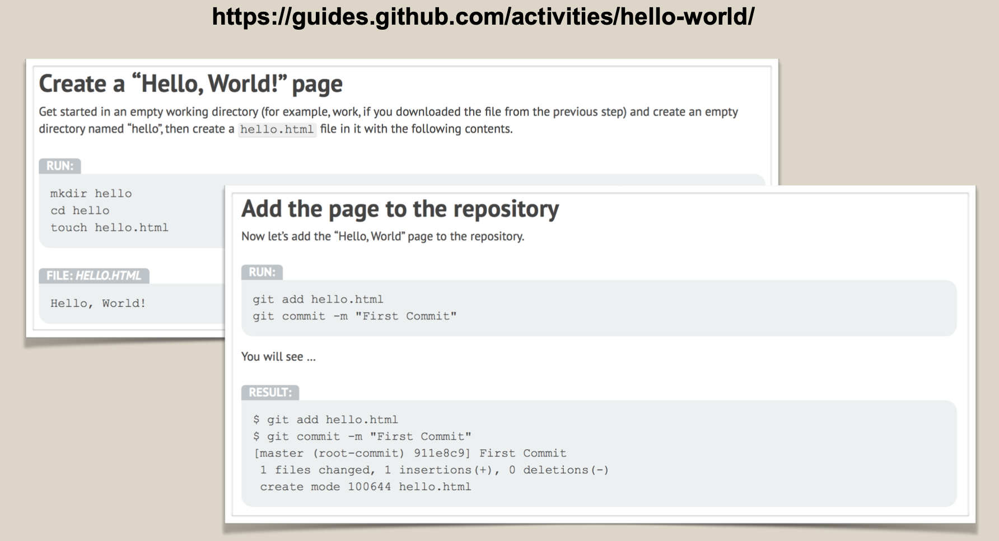 https://guides.github.com/activities/hello-world/
Create a “Hello, World!” page
Get started in an empty working directory (for example, work, if you downloaded the file from the previous step) and create an empty
directory named “hello”, then create a hello.html file in it with the following contents.
RUN:
mkdir hello
cd hello
touch hello.html
FILE: HELLO.HTML
Hello, World!
Add the page to the repository
Now let’s add the “Hello, World” page to the repository.
RUN:
git add hello.html
git commit -m "First Commit"
You will see ...
RESULT:
$ git add hello.html
$ git commit -m "First Commit"
[master (root-commit) 911e8c9] First Commit
 1 files changed, 1 insertions(+), 0 deletions(-)
 create mode 100644 hello.html